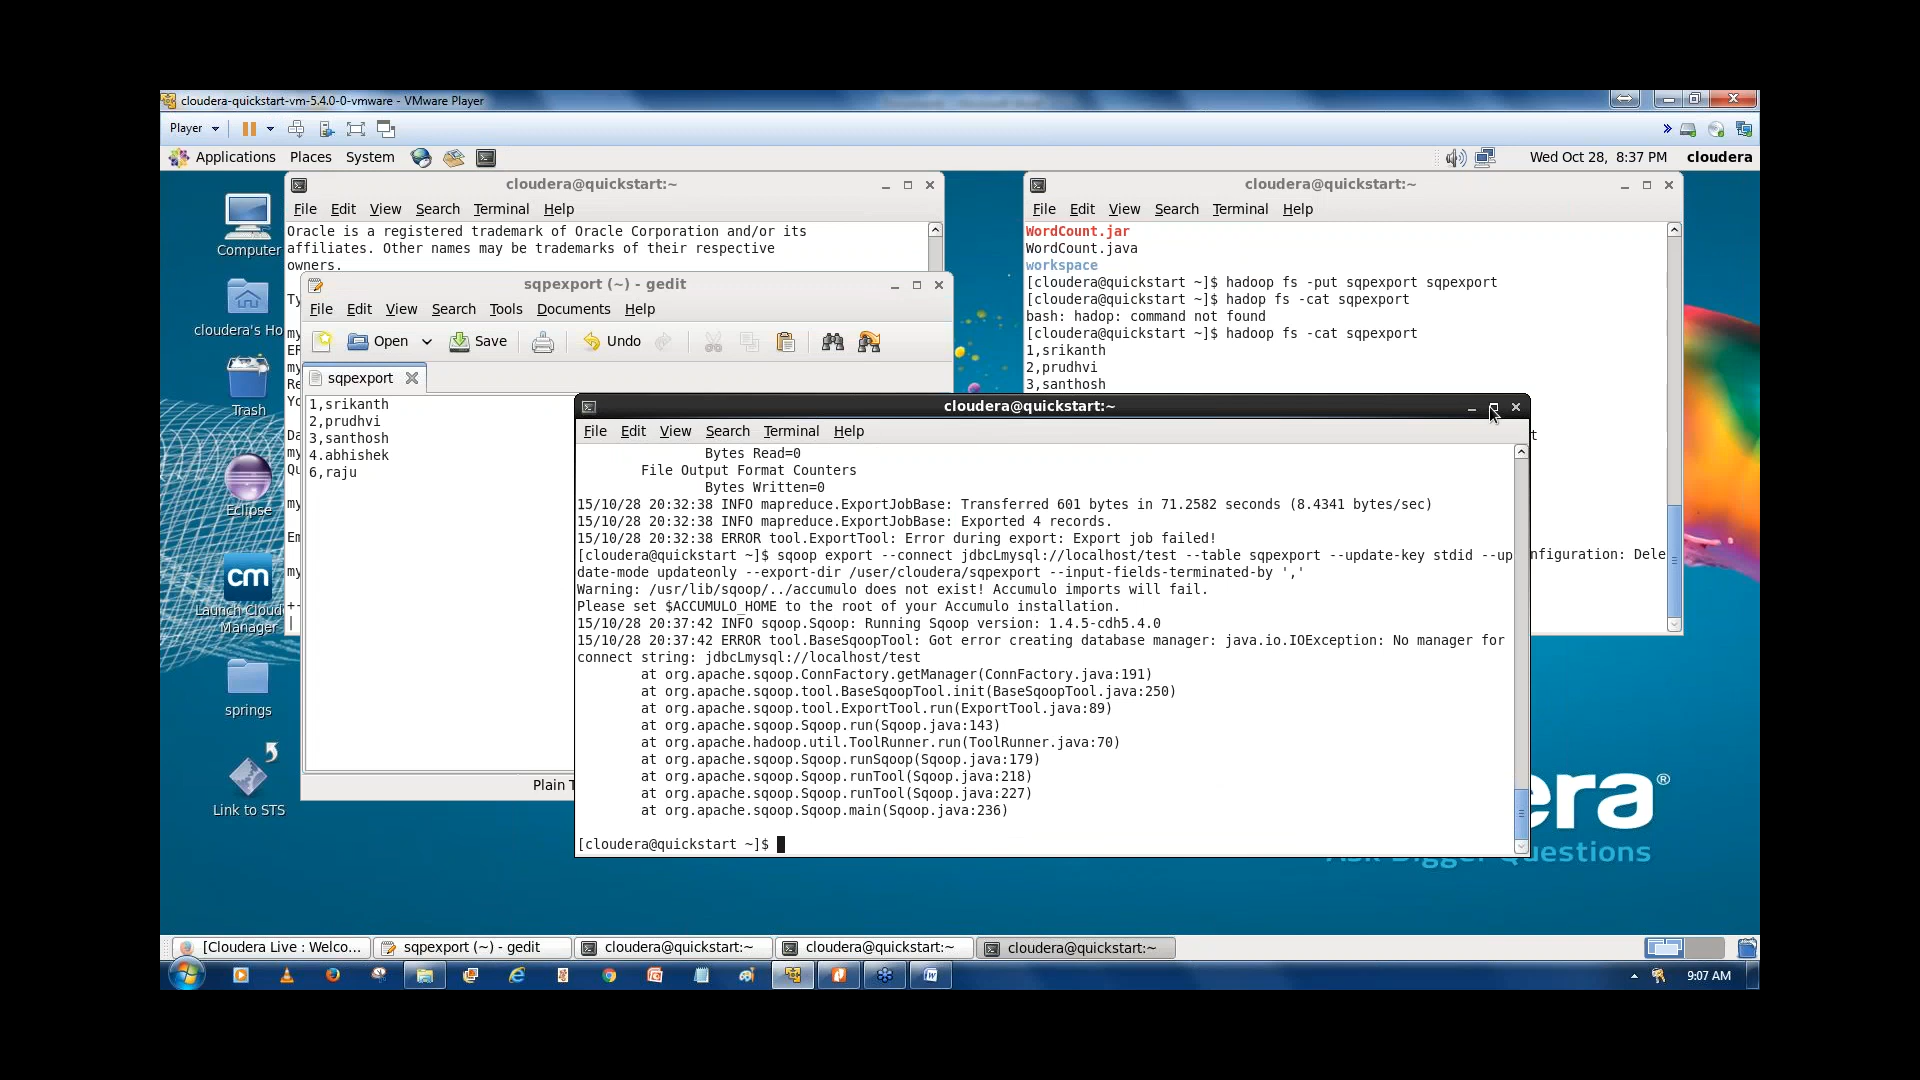 cloudera-quickstart-vm-5.4.0-0-vmware - VMware Player
Player
Applications Places System
Wed Oct 28, 8:37 PM cloudera
Computer
cloudera's Ho
Trash
Eclipse
cm
Launch Cloud
Manager
springs
Link to STS
cloudera@quickstart:~
File Edit View Search Terminal Help
Oracle is a registered trademark of Oracle Corporation and/or its
affiliates. Other names may be trademarks of their respective
owners.
Ty
my
ER
my
Re
Yo
Da
my
Qu
my
Em
my
+-
|
sqpexport (~) - gedit
File Edit View Search Tools Documents Help
Open Save Undo
sqpexport
1,srikanth
2,prudhvi
3,santhosh
4.abhishek
6,raju
Plain T
cloudera@quickstart:~
File Edit View Search Terminal Help
WordCount.jar
WordCount.java
workspace
[cloudera@quickstart ~]$ hadoop fs -put sqpexport sqpexport
[cloudera@quickstart ~]$ hadop fs -cat sqpexport
bash: hadop: command not found
[cloudera@quickstart ~]$ hadoop fs -cat sqpexport
1,srikanth
2,prudhvi
3,santhosh
t
nfiguration: Dele
cloudera@quickstart:~
File Edit View Search Terminal Help
Bytes Read=0
File Output Format Counters
Bytes Written=0
15/10/28 20:32:38 INFO mapreduce.ExportJobBase: Transferred 601 bytes in 71.2582 seconds (8.4341 bytes/sec)
15/10/28 20:32:38 INFO mapreduce.ExportJobBase: Exported 4 records.
15/10/28 20:32:38 ERROR tool.ExportTool: Error during export: Export job failed!
[cloudera@quickstart ~]$ sqoop export --connect jdbcLmysql://localhost/test --table sqpexport --update-key stdid --up
date-mode updateonly --export-dir /user/cloudera/sqpexport --input-fields-terminated-by ','
Warning: /usr/lib/sqoop/../accumulo does not exist! Accumulo imports will fail.
Please set $ACCUMULO_HOME to the root of your Accumulo installation.
15/10/28 20:37:42 INFO sqoop.Sqoop: Running Sqoop version: 1.4.5-cdh5.4.0
15/10/28 20:37:42 ERROR tool.BaseSqoopTool: Got error creating database manager: java.io.IOException: No manager for
connect string: jdbcLmysql://localhost/test
at org.apache.sqoop.ConnFactory.getManager(ConnFactory.java:191)
at org.apache.sqoop.tool.BaseSqoopTool.init(BaseSqoopTool.java:250)
at org.apache.sqoop.tool.ExportTool.run(ExportTool.java:89)
at org.apache.sqoop.Sqoop.run(Sqoop.java:143)
at org.apache.hadoop.util.ToolRunner.run(ToolRunner.java:70)
at org.apache.sqoop.Sqoop.runSqoop(Sqoop.java:179)
at org.apache.sqoop.Sqoop.runTool(Sqoop.java:218)
at org.apache.sqoop.Sqoop.runTool(Sqoop.java:227)
at org.apache.sqoop.Sqoop.main(Sqoop.java:236)
[cloudera@quickstart ~]$
era®
uestions
[Cloudera Live : Welco... sqpexport (~) - gedit cloudera@quickstart:~ cloudera@quickstart:~ cloudera@quickstart:~
9:07 AM